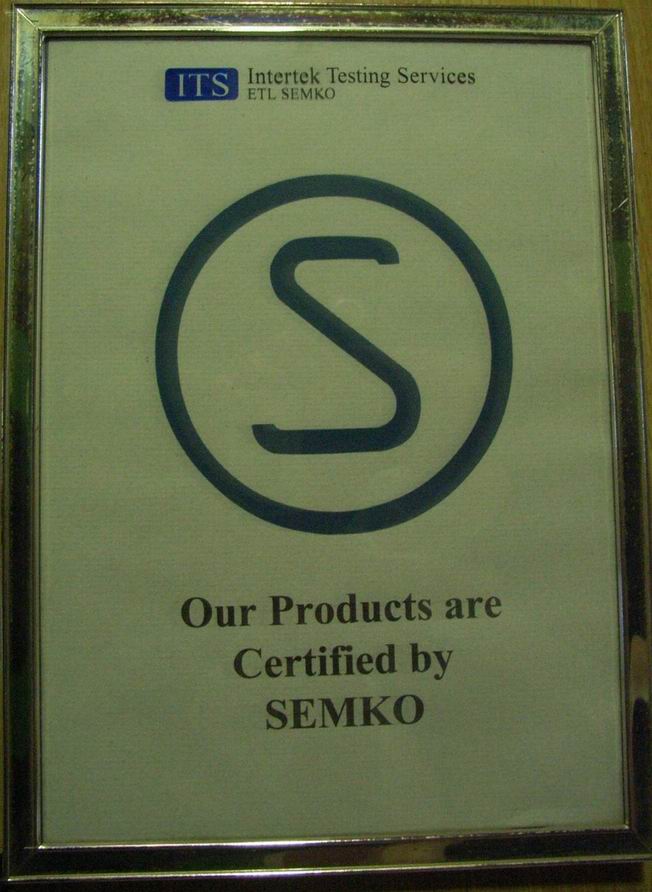 ITS Intertek Testing Services
ETL SEMKO
S
Our Products are
Certified by
SEMKO